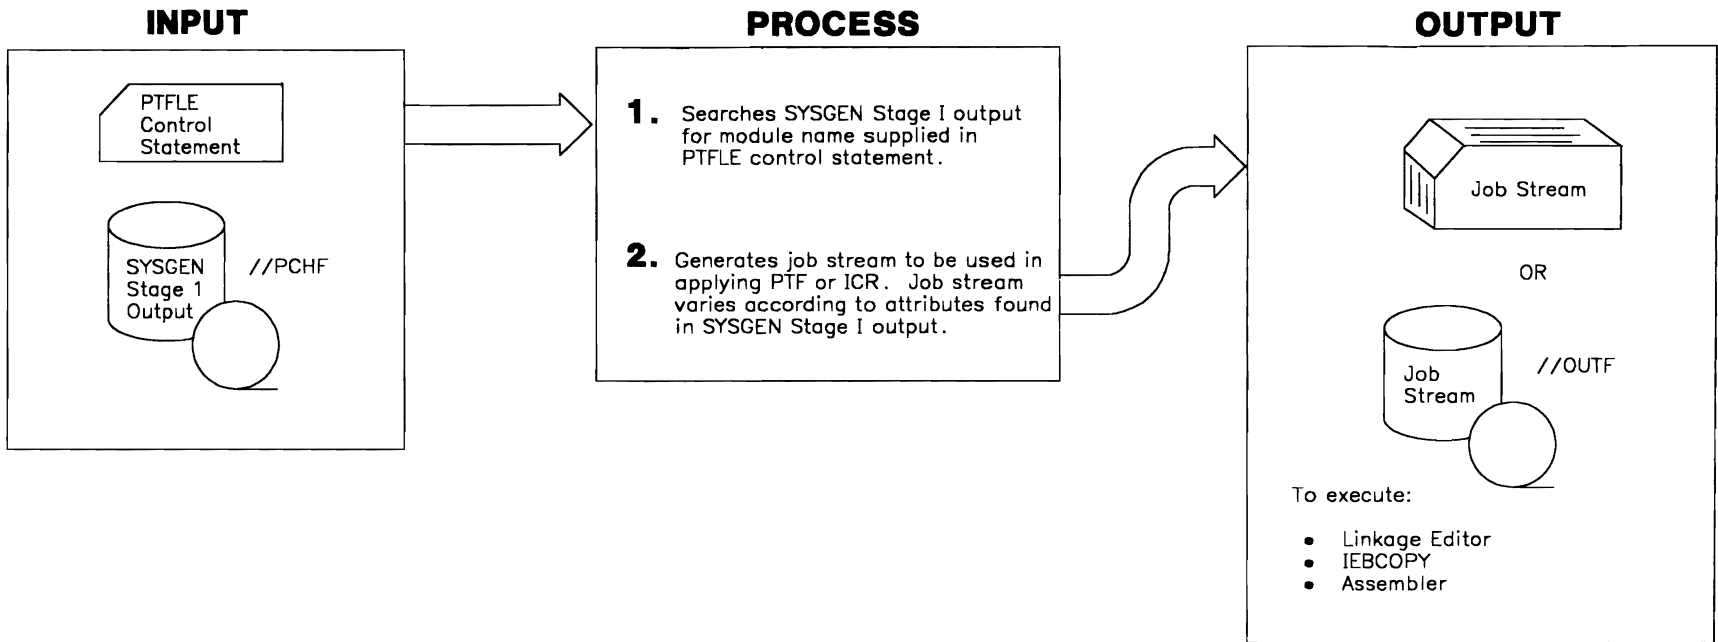 INPUT
PTFLE
Control
Statement
SYSGEN
Stage 1
Output
//PCHF
PROCESS
1. Searches SYSGEN Stage I output
for module name supplied in
PTFLE control statement.
2. Generates job stream to be used in
applying PTF or ICR. Job stream
varies according to attributes found
in SYSGEN Stage I output.
OUTPUT
Job Stream
OR
Job
Stream
//OUTF
To execute:
• Linkage Editor
• IEBCOPY
• Assembler